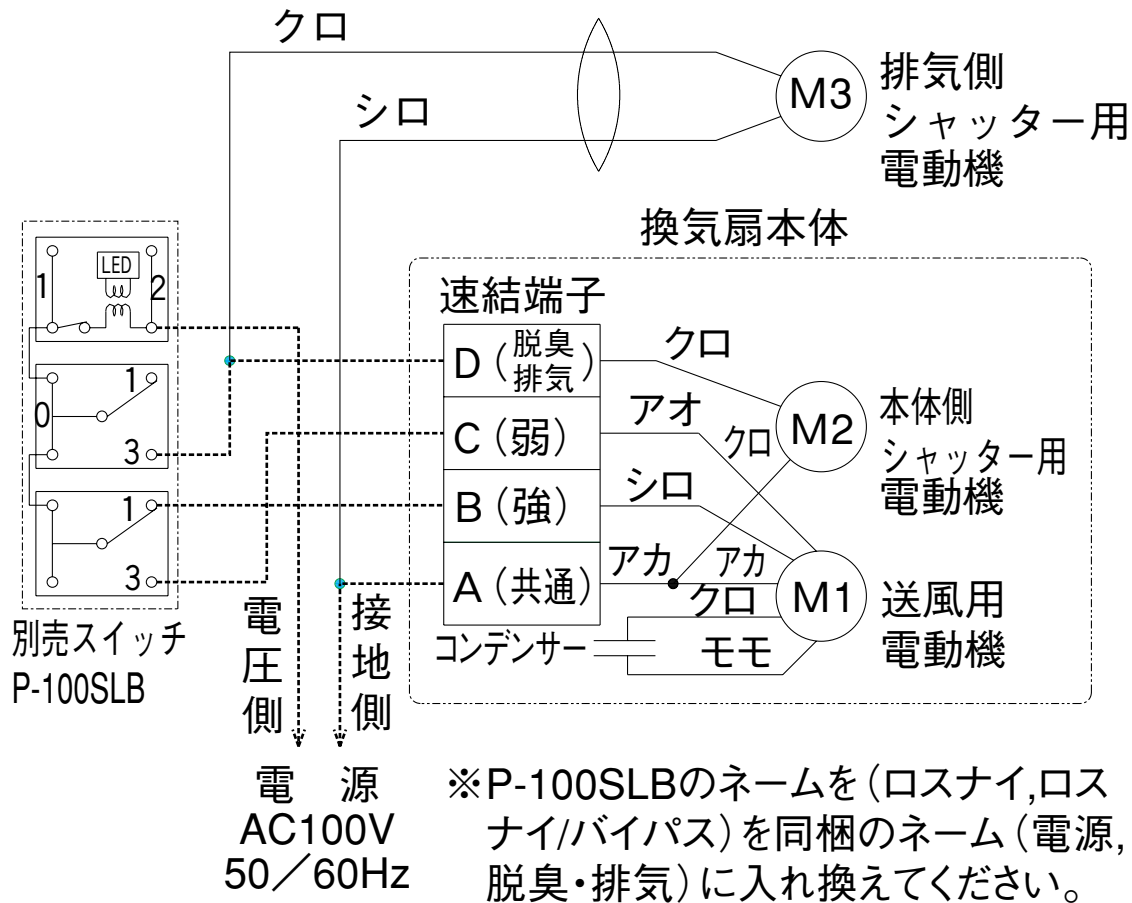 クロ
シロ
M3
排気側
シャッター用
電動機
換気扇本体
1
LED
2
0
1
3
1
3
別売スイッチ
P-100SLB
速結端子
D（脱臭排気）
C（弱）
B（強）
A（共通）
コンデンサー
クロ
アオ
クロ
シロ
アカ
アカ
クロ
モモ
M2
本体側
シャッター用
電動機
M1
送風用
電動機
電圧側
接地側
電 源
AC100V
50／60Hz
※P-100SLBのネームを（ロスナイ,ロス
ナイ/バイパス）を同梱のネーム（電源,
脱臭・排気）に入れ換えてください。